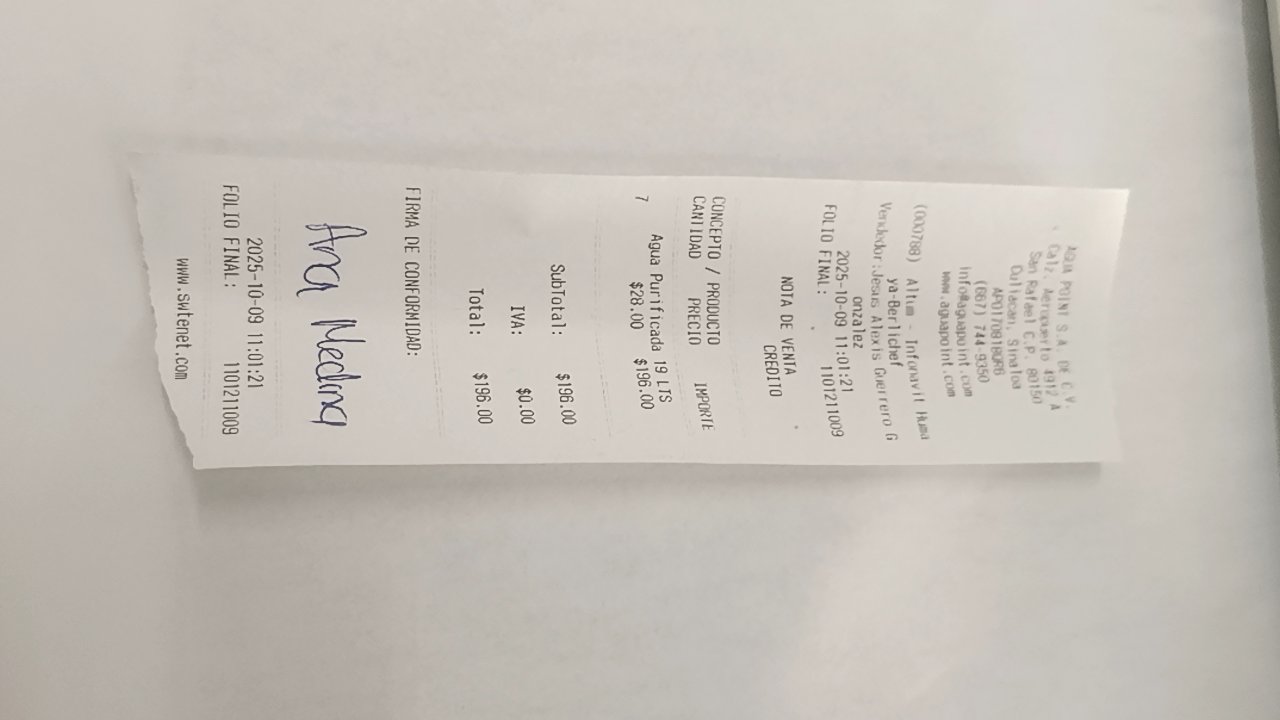 AGUA POINT S.A. DE C.V.
Calz. Aeropuerto 4912 A
San Rafael C.P. 80150
Culiacan, Sinaloa
APO170818UR6
(667) 744-9350
info@aguapoint.com
www.aguapoint.com
(000788) Altum - Infonavit Huma
ya-Berlichef
Vendedor:Jesus Alexis Guerrero G
onzalez
2025-10-09 11:01:21
FOLIO FINAL: 1101211009
NOTA DE VENTA
CREDITO
CONCEPTO / PRODUCTO
CANTIDAD PRECIO IMPORTE
Agua Purificada 19 LTS
7 $28.00 $196.00
SubTotal: $196.00
IVA: $0.00
Total: $196.00
FIRMA DE CONFORMIDAD:
Ana Medina
2025-10-09 11:01:21
FOLIO FINAL: 1101211009
www.swtenet.com